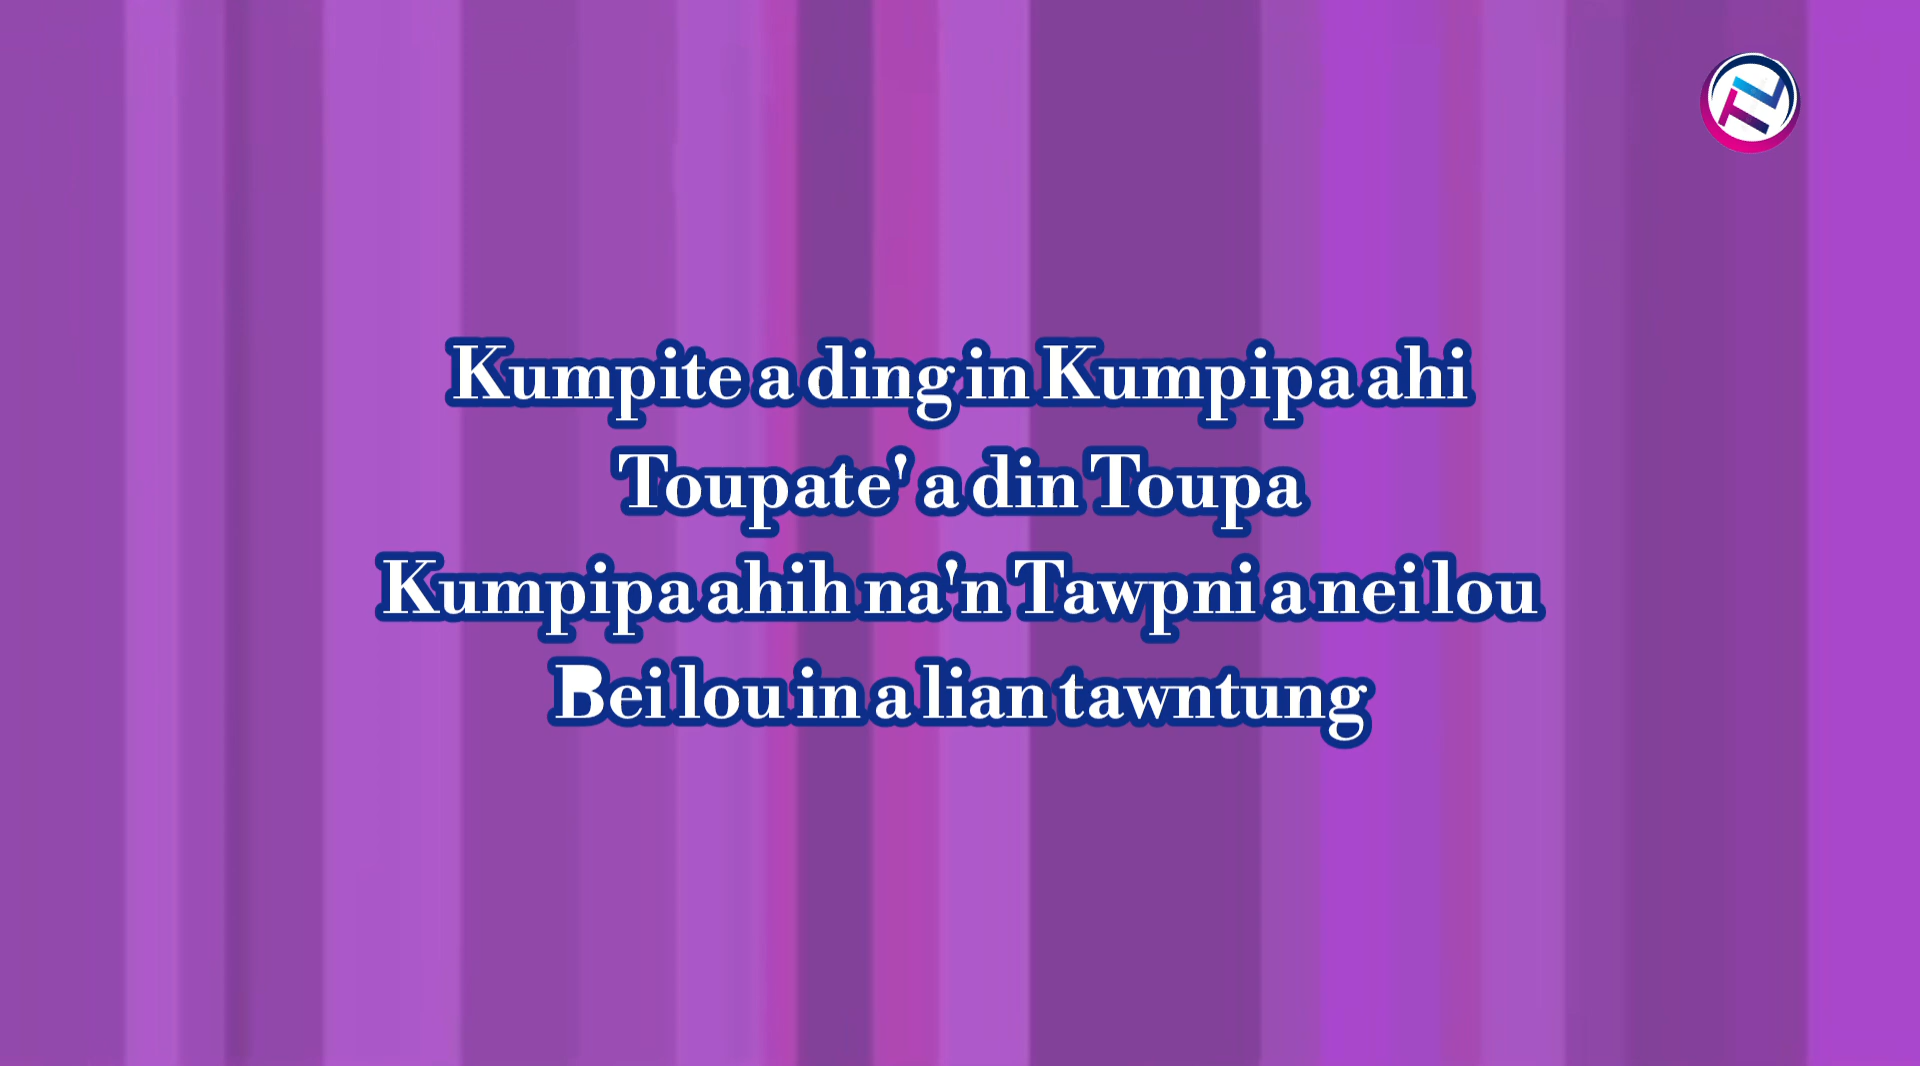 Kumpite a ding in Kumpipa ahi
Toupate' a din Toupa
Kumpipa ahih na'n Tawpni a nei lou
Bei lou in a lian tawntung